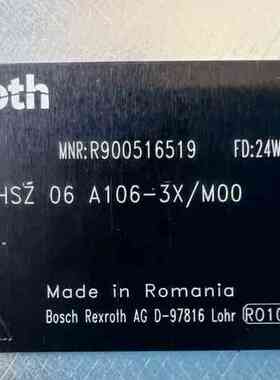 oth
MNR:R900516519 FD:24W
HSZ 06 A106-3X/M00
Made in Romania
Bosch Rexroth AG D-97816 Lohr RO10